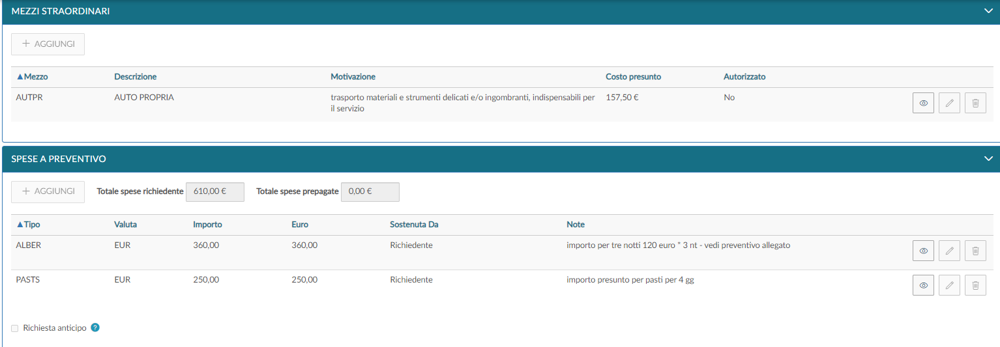 MEZZI STRAORDINARI
+ AGGIUNGI
▲Mezzo Descrizione Motivazione Costo presunto Autorizzato
AUTPR AUTO PROPRIA trasporto materiali e strumenti delicati e/o ingombranti, indispensabili per 157,50 € No
il servizio
SPESE A PREVENTIVO
+ AGGIUNGI Totale spese richiedente 610,00 € Totale spese prepagate 0,00 €
▲Tipo Valuta Importo Euro Sostenuta Da Note
ALBER EUR 360,00 360,00 Richiedente importo per tre notti 120 euro * 3 nt - vedi preventivo allegato
PASTS EUR 250,00 250,00 Richiedente importo presunto per pasti per 4 gg
Richiesta anticipo ?